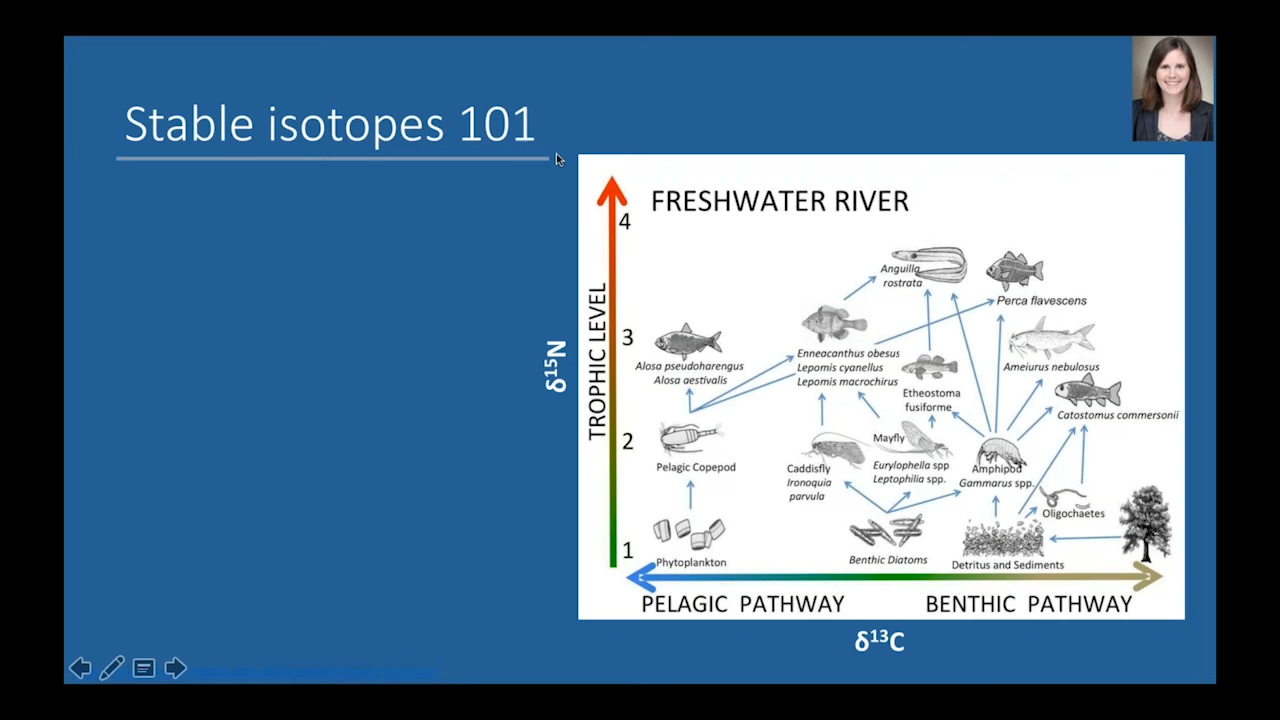 Stable isotopes 101
FRESHWATER RIVER
4
Anguilla
rostrata
Perca flavescens
TROPHIC LEVEL
δ15N
3
Alosa pseudoharengus
Alosa aestivalis
Enneacanthus obesus
Lepomis cyanellus
Lepomis macrochirus
Ameiurus nebulosus
Etheostoma
fusiforme
Catostomus commersonii
2
Pelagic Copepod
Caddisfly
Ironoquia
parvula
Mayfly
Eurylophella spp
Leptophilia spp.
Amphipod
Gammarus spp.
Oligochaetes
1
Phytoplankton
Benthic Diatoms
Detritus and Sediments
PELAGIC PATHWAY
BENTHIC PATHWAY
δ13C